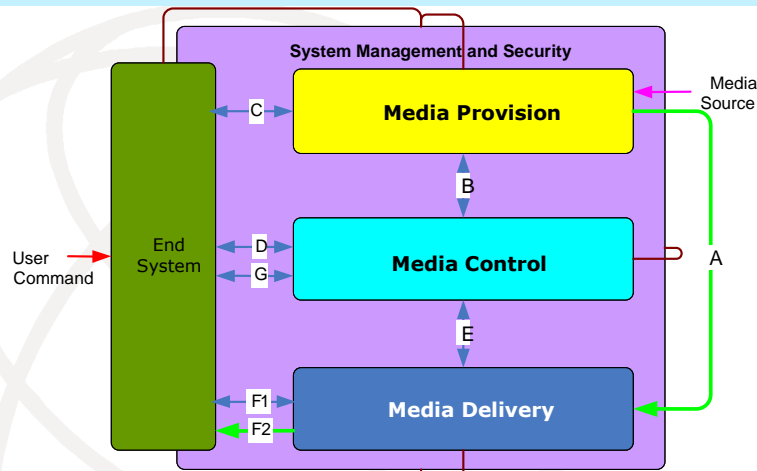 System Management and Security
Media Provision
Media
Source
C
B
End
System
D
Media Control
G
A
User
Command
E
F1
Media Delivery
F2